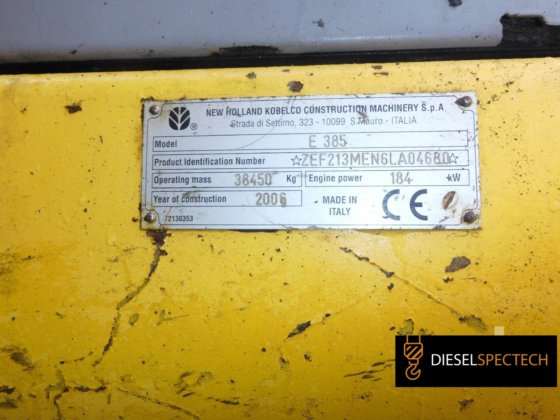 NEW HOLLAND KOBELCO CONSTRUCTION MACHINERY S.p.A
Strada di Settimo, 323 - 10099 S.Mauro - ITALIA
Model E 385
Product Identification Number ☆ZEF213MEN6LA04680☆
Operating mass 38450 Kg Engine power 184 kW
Year of construction 2006 MADE IN ITALY CE
72130353
DIESELSPECTECH